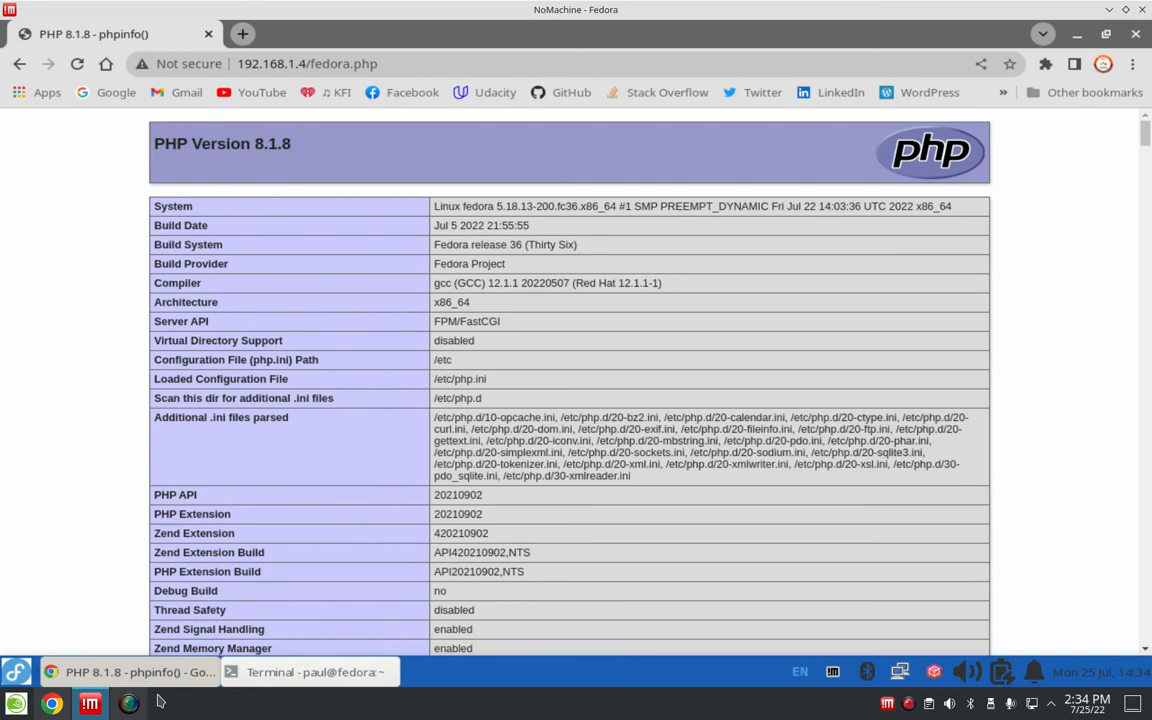 NoMachine - Fedora
PHP 8.1.8 - phpinfo()
Not secure 192.168.1.4/fedora.php
Apps Google Gmail YouTube ♫ KFI Facebook Udacity GitHub Stack Overflow Twitter LinkedIn WordPress » Other bookmarks
PHP Version 8.1.8
php
System Linux fedora 5.18.13-200.fc36.x86_64 #1 SMP PREEMPT_DYNAMIC Fri Jul 22 14:03:36 UTC 2022 x86_64
Build Date Jul 5 2022 21:55:55
Build System Fedora release 36 (Thirty Six)
Build Provider Fedora Project
Compiler gcc (GCC) 12.1.1 20220507 (Red Hat 12.1.1-1)
Architecture x86_64
Server API FPM/FastCGI
Virtual Directory Support disabled
Configuration File (php.ini) Path /etc
Loaded Configuration File /etc/php.ini
Scan this dir for additional .ini files /etc/php.d
Additional .ini files parsed /etc/php.d/10-opcache.ini, /etc/php.d/20-bz2.ini, /etc/php.d/20-calendar.ini, /etc/php.d/20-ctype.ini, /etc/php.d/20-
curl.ini, /etc/php.d/20-dom.ini, /etc/php.d/20-exif.ini, /etc/php.d/20-fileinfo.ini, /etc/php.d/20-ftp.ini, /etc/php.d/20-
gettext.ini, /etc/php.d/20-iconv.ini, /etc/php.d/20-mbstring.ini, /etc/php.d/20-pdo.ini, /etc/php.d/20-phar.ini,
/etc/php.d/20-simplexml.ini, /etc/php.d/20-sockets.ini, /etc/php.d/20-sodium.ini, /etc/php.d/20-sqlite3.ini,
/etc/php.d/20-tokenizer.ini, /etc/php.d/20-xml.ini, /etc/php.d/20-xmlwriter.ini, /etc/php.d/20-xsl.ini, /etc/php.d/30-
pdo_sqlite.ini, /etc/php.d/30-xmlreader.ini
PHP API 20210902
PHP Extension 20210902
Zend Extension 420210902
Zend Extension Build API420210902,NTS
PHP Extension Build API20210902,NTS
Debug Build no
Thread Safety disabled
Zend Signal Handling enabled
Zend Memory Manager enabled
PHP 8.1.8 - phpinfo() - Go... Terminal - paul@fedora:~ EN Mon 25 Jul, 14:34
2:34 PM
7/25/22